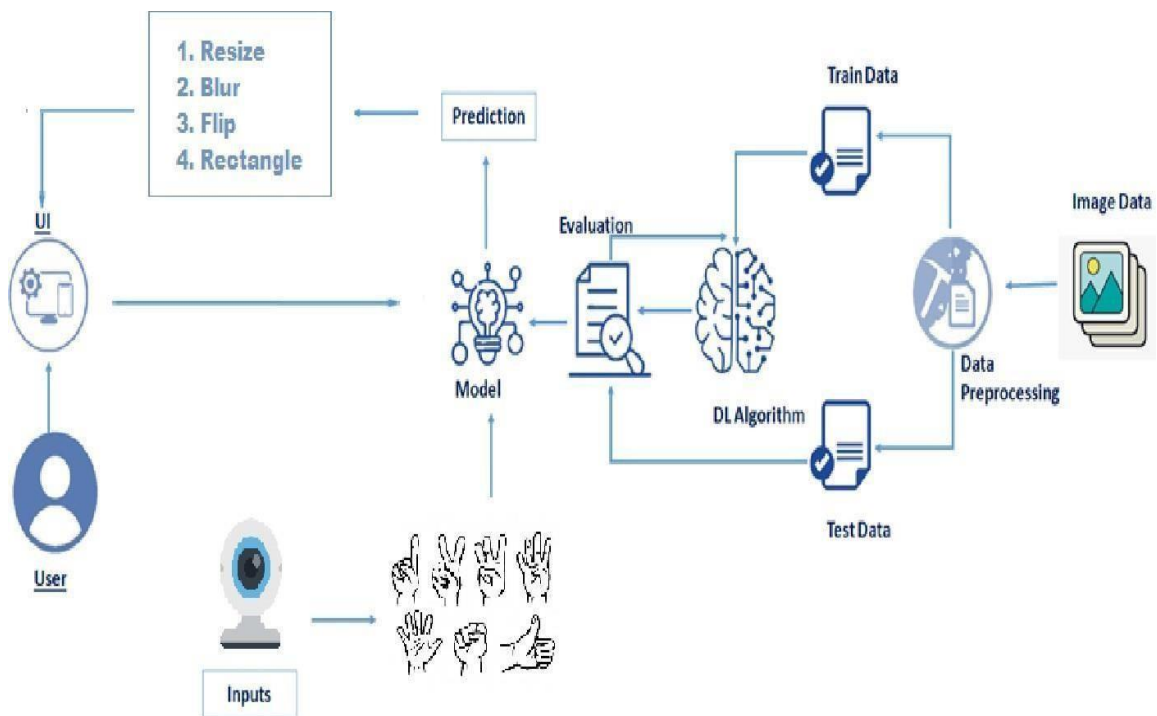 1. Resize
2. Blur
3. Flip
4. Rectangle
Prediction
Train Data
Image Data
UI
Evaluation
Model
DL Algorithm
Data
Preprocessing
Test Data
User
Inputs